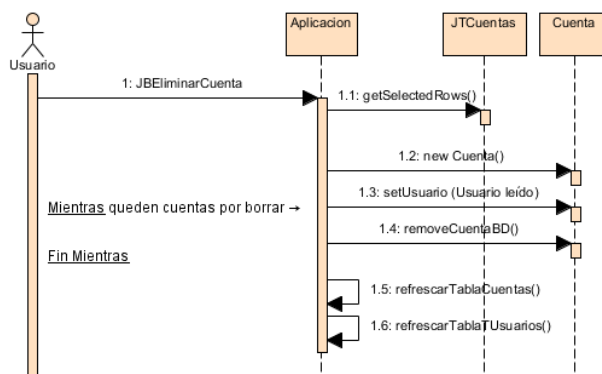 Aplicacion
JTCuentas
Cuenta
Usuario
1: JBEliminarCuenta
1.1: getSelectedRows()
1.2: new Cuenta()
1.3: setUsuario (Usuario leído)
Mientras queden cuentas por borrar →
1.4: removeCuentaBD()
Fin Mientras
1.5: refrescarTablaCuentas()
1.6: refrescarTablaTUsuarios()